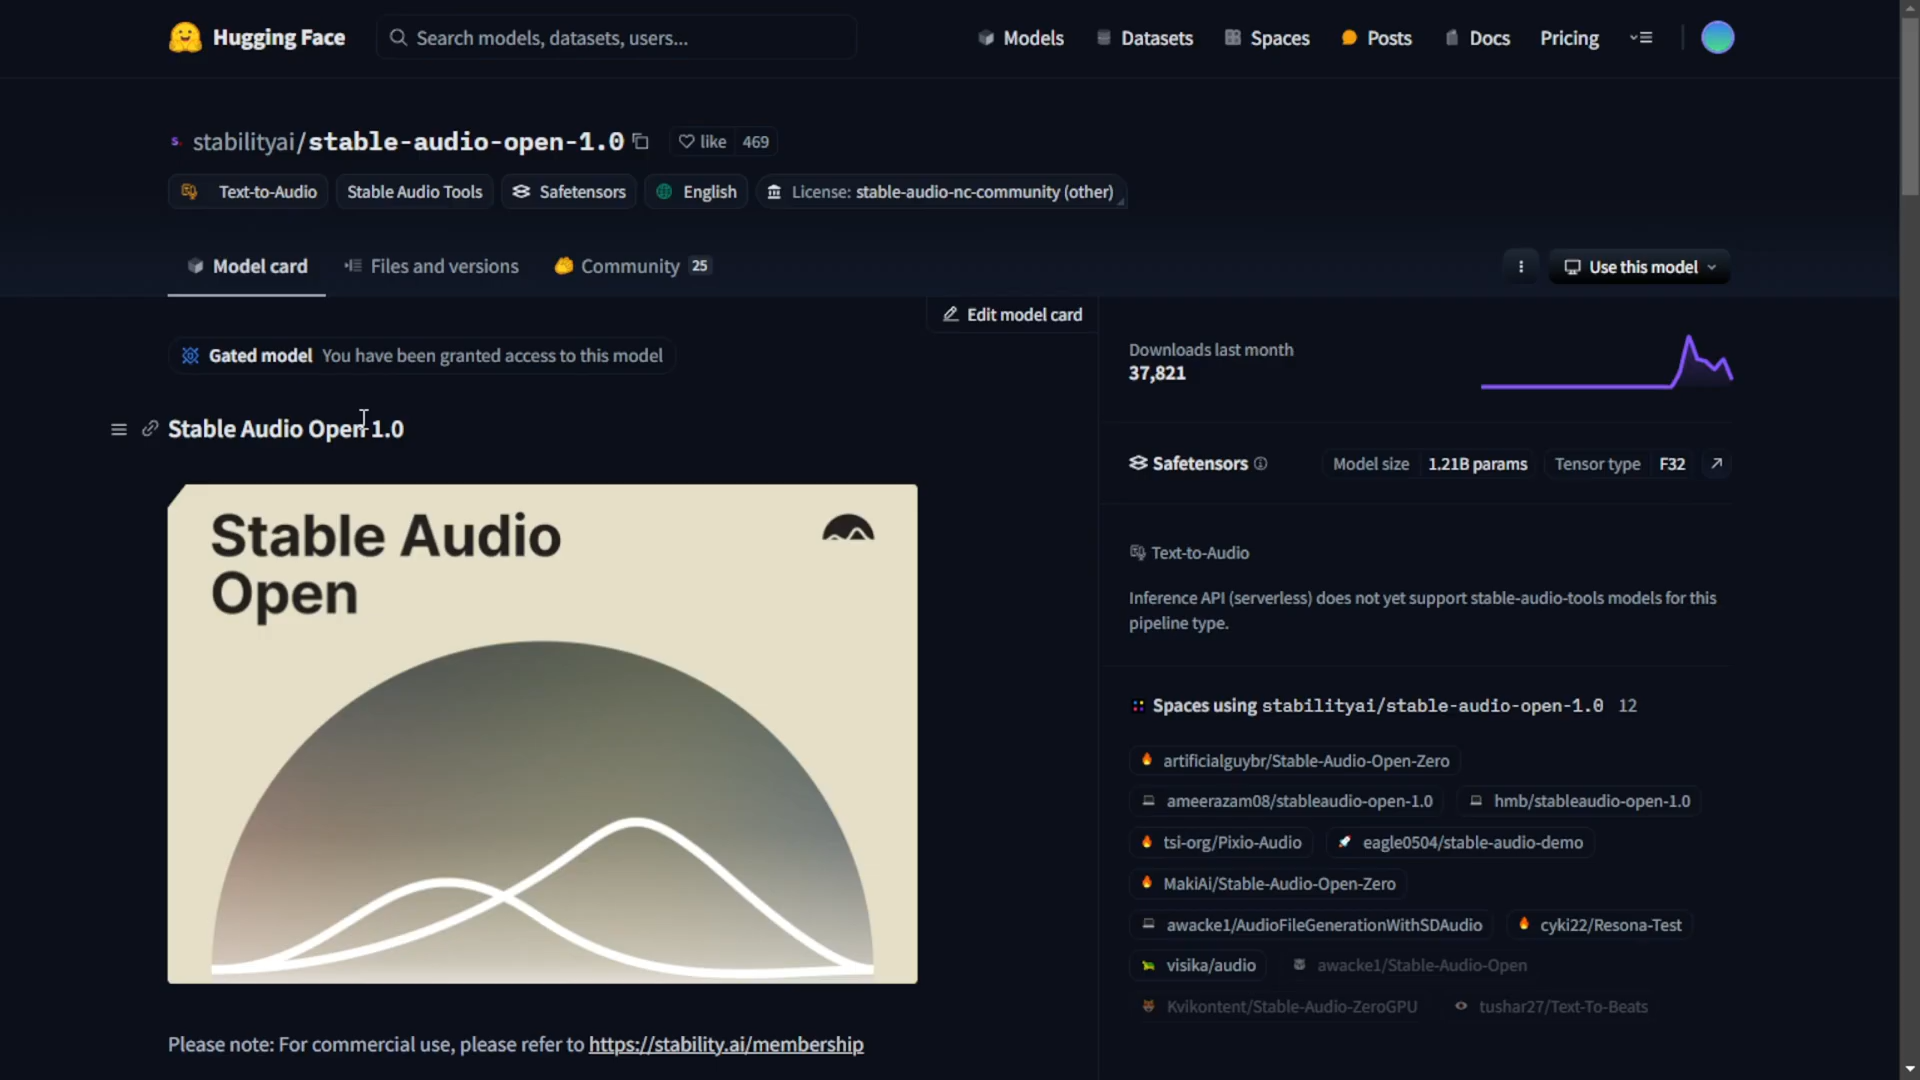 Hugging Face
Search models, datasets, users...
Models
Datasets
Spaces
Posts
Docs
Pricing
stabilityai/stable-audio-open-1.0
like 469
Text-to-Audio
Stable Audio Tools
Safetensors
English
License: stable-audio-nc-community (other)
Model card
Files and versions
Community 25
Use this model
Edit model card
Gated model You have been granted access to this model
Stable Audio Open 1.0
Stable Audio
Open
Please note: For commercial use, please refer to https://stability.ai/membership
Downloads last month
37,821
Safetensors
Model size 1.21B params
Tensor type F32
Text-to-Audio
Inference API (serverless) does not yet support stable-audio-tools models for this
pipeline type.
Spaces using stabilityai/stable-audio-open-1.0 12
artificialguybr/Stable-Audio-Open-Zero
ameerazam08/stableaudio-open-1.0
hmb/stableaudio-open-1.0
tsi-org/Pixio-Audio
eagle0504/stable-audio-demo
MakiAi/Stable-Audio-Open-Zero
awacke1/AudioFileGenerationWithSDAudio
cyki22/Resona-Test
visika/audio
awacke1/Stable-Audio-Open
Kvikontent/Stable-Audio-ZeroGPU
tushar27/Text-To-Beats